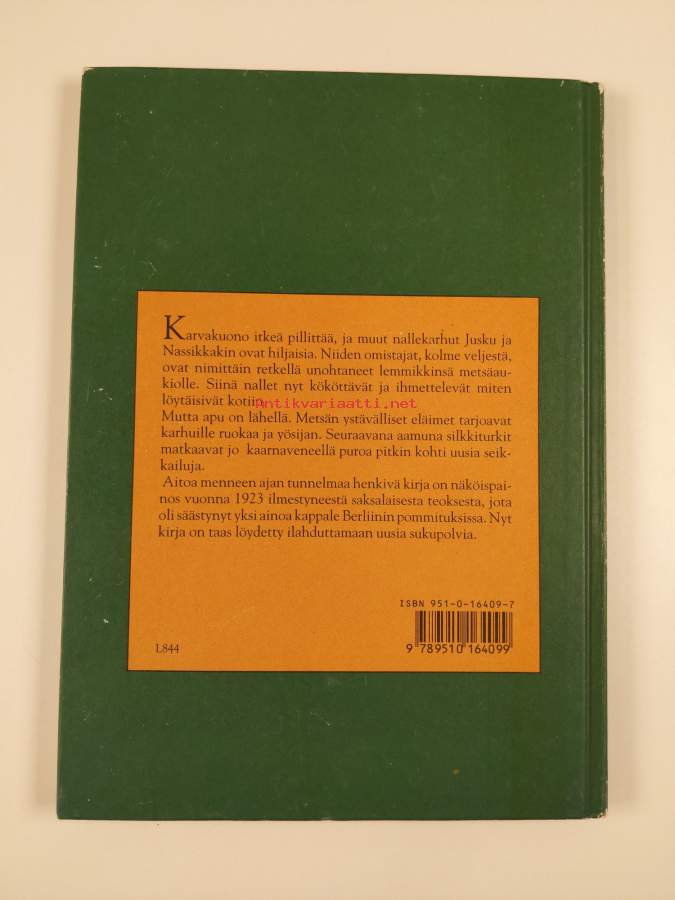 Karvakuono itkeä pillittää, ja muut nallekarhut Jusku ja
Nassikkakin ovat hiljaisia. Niiden omistajat, kolme veljestä,
ovat nimittäin retkellä unohtaneet lemmikkinsä metsäau-
kiolle. Siinä nallet nyt kököttävät ja ihmettelevät miten
löytäisivät kotiin.
Antikvariaatti.net
Mutta apu on lähellä. Metsän ystävälliset eläimet tarjoavat
karhuille ruokaa ja yösijan. Seuraavana aamuna silkkiturkit
matkaavat jo kaarnaveneellä puroa pitkin kohti uusia seik-
kailuja.
Aitoa menneen ajan tunnelmaa henkivä kirja on näköispai-
nos vuonna 1923 ilmestyneestä saksalaisesta teoksesta, jota
oli säästynyt yksi ainoa kappale Berliinin pommituksissa. Nyt
kirja on taas löydetty ilahduttamaan uusia sukupolvia.
ISBN 951-0-16409-7
L844
9 789510 164099